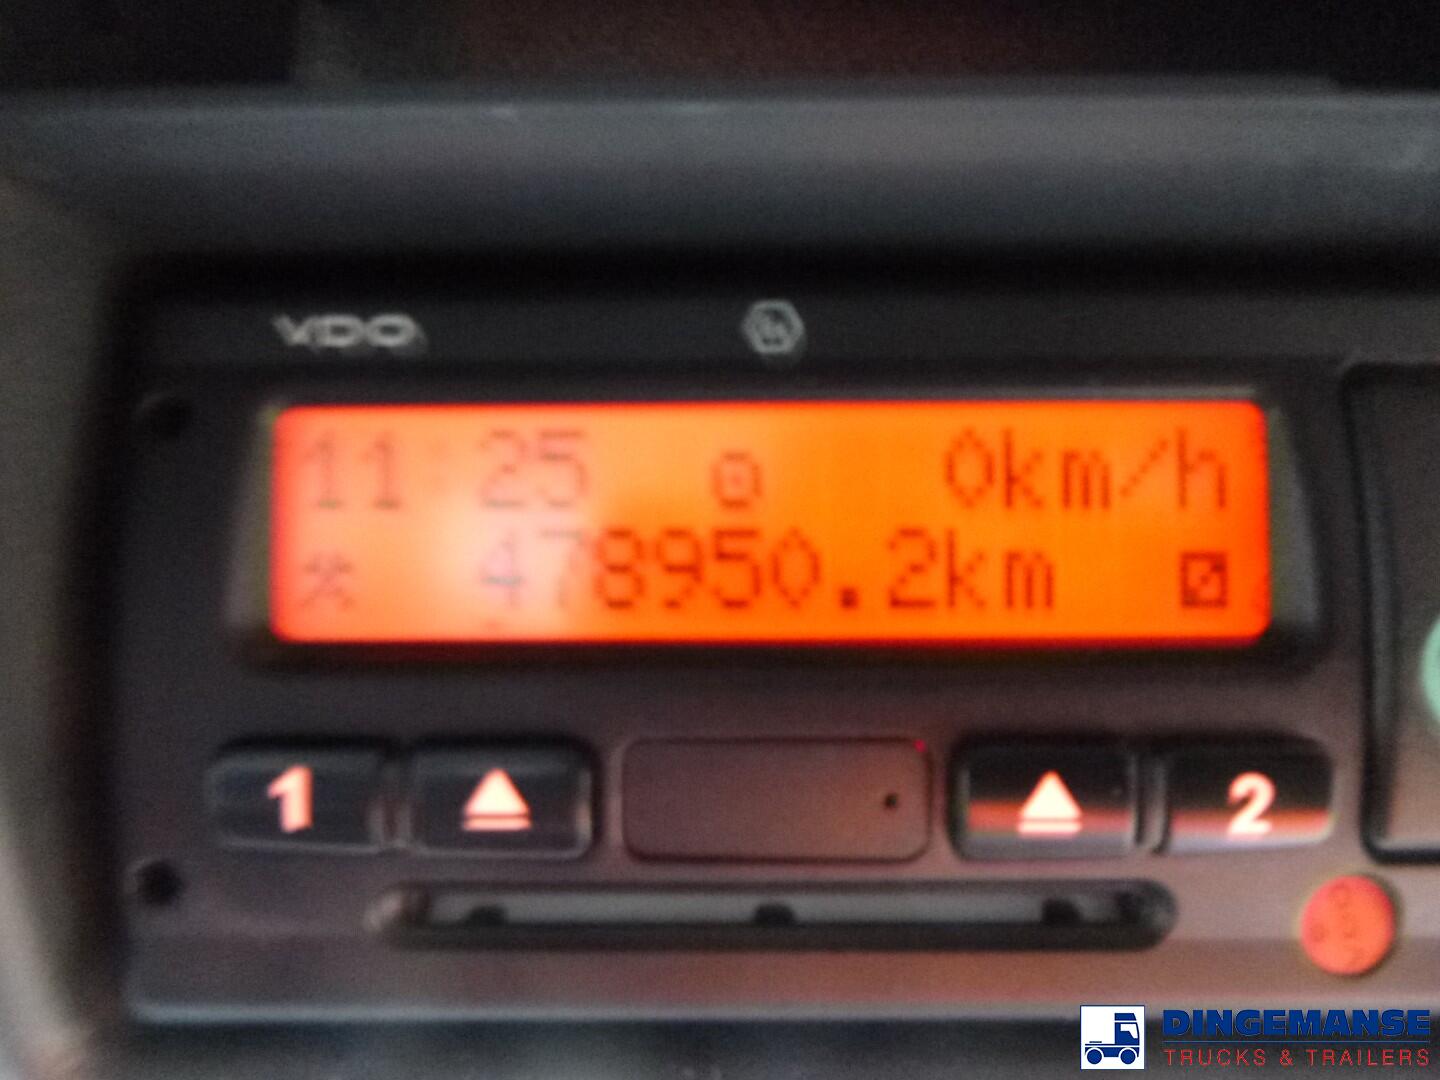 VDO
11:25 0km/h
478950.2km
1 2
DINGEMANSE
TRUCKS & TRAILERS